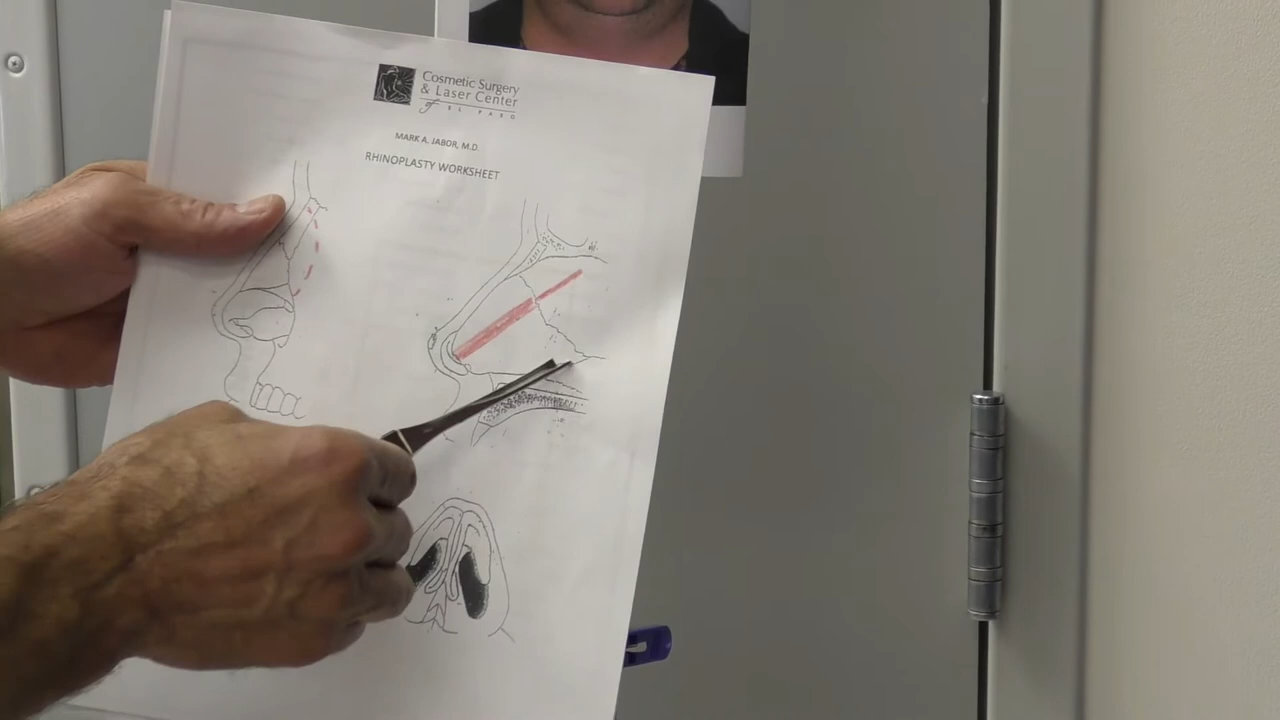 Cosmetic Surgery
& Laser Center
of EL PASO
MARK A. JABOR, M.D.
RHINOPLASTY WORKSHEET